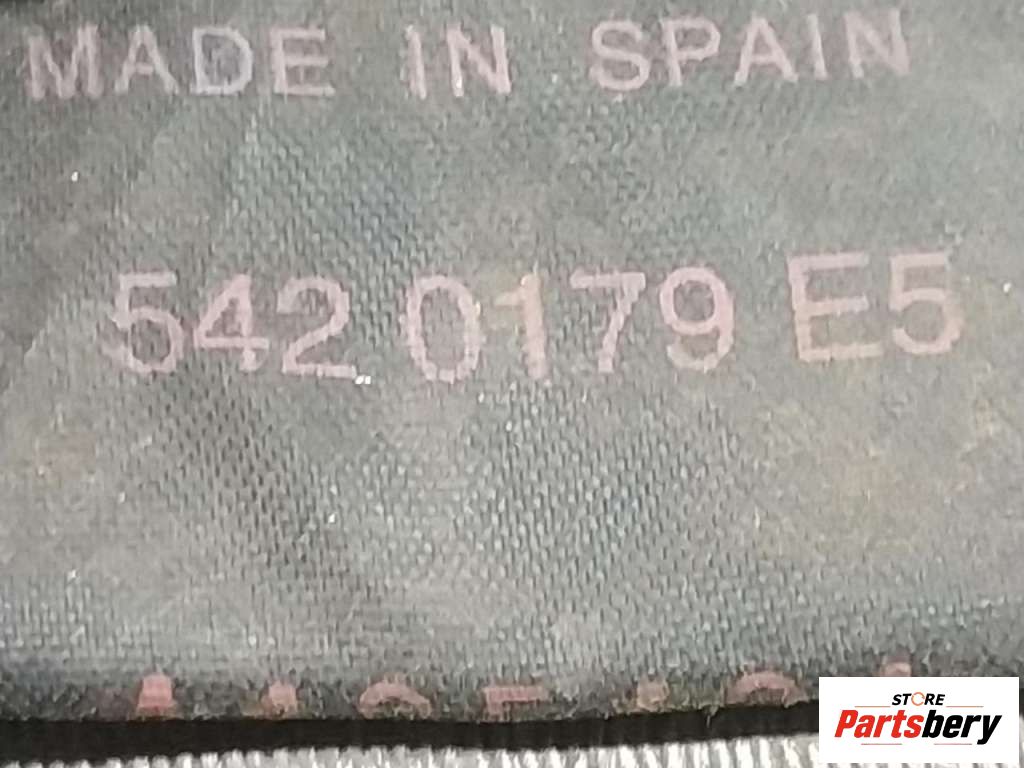 MADE IN SPAIN
542 0179 E5
STORE
Partsbery